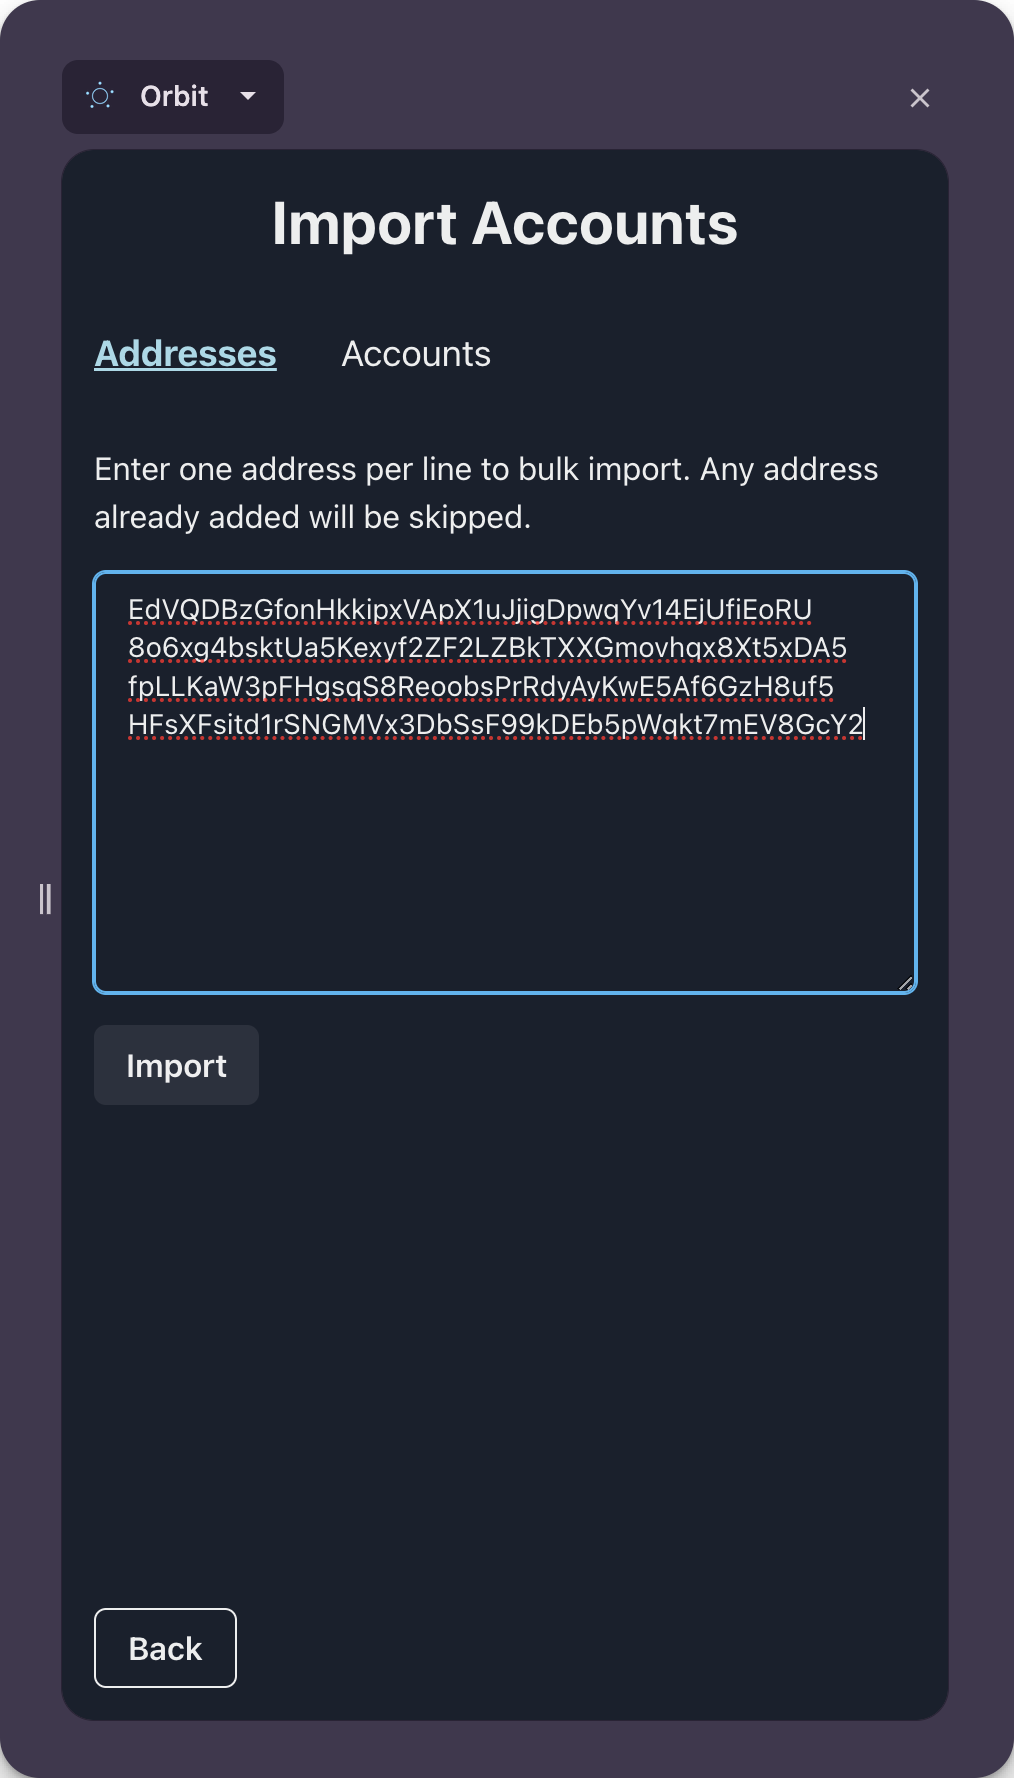 Orbit
Import Accounts
Addresses
Accounts
Enter one address per line to bulk import. Any address
already added will be skipped.
EdVQDBzGfonHkkipxVApX1uJjigDpwqYv14EjUfiEoRU
8o6xg4bsktUa5Kexyf2ZF2LZBkTXXGmovhqx8Xt5xDA5
fpLLKaW3pFHgsqS8ReoobsPrRdyAyKwE5Af6GzH8uf5
HFsXFsitd1rSNGMVx3DbSsF99kDEb5pWqkt7mEV8GcY2
Import
Back